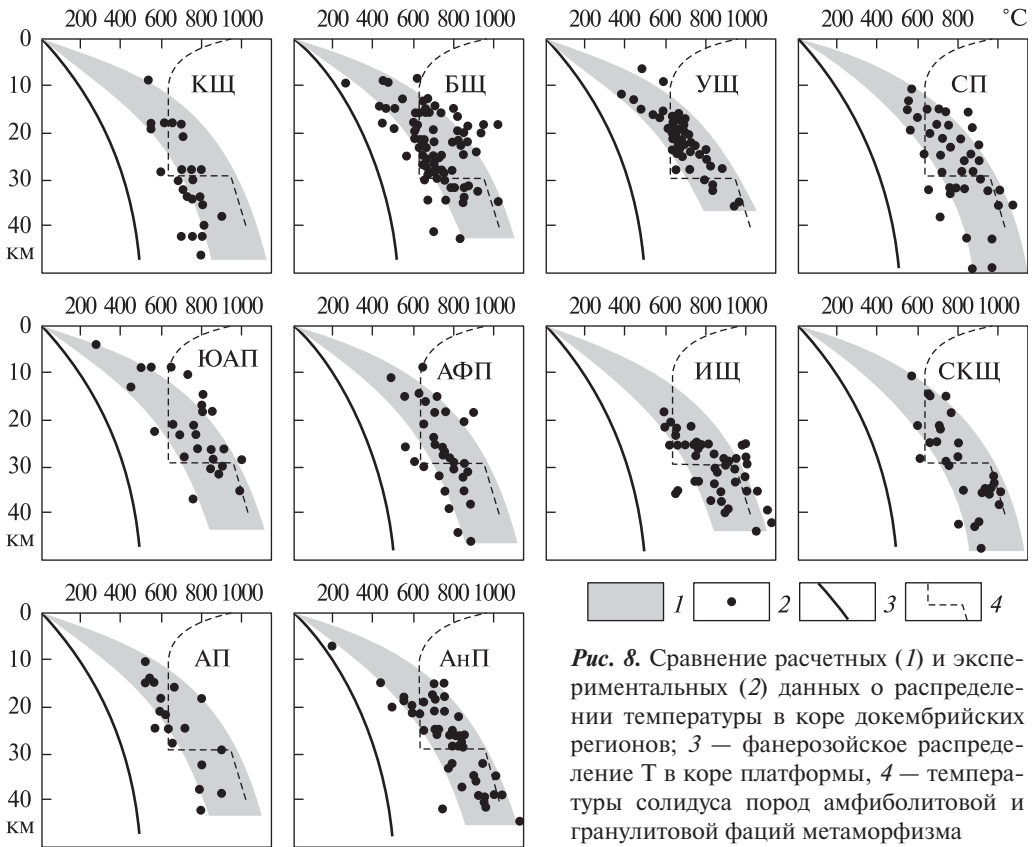 200 400 600 800 1000
200 400 600 800 1000
200 400 600 800 1000
200 400 600 800 °C
0
10
20
30
40
км
КЩ
БЩ
УЩ
СП
200 400 600 800 1000
200 400 600 800 1000
200 400 600 800 1000
200 400 600 800 1000
0
10
20
30
40
км
ЮАП
АФП
ИЩ
СКЩ
200 400 600 800 1000
200 400 600 800 1000
0
10
20
30
40
км
АП
АнП
1 2 3 4
Рис. 8. Сравнение расчетных (1) и экспе-
риментальных (2) данных о распределе-
нии температуры в коре докембрийских
регионов; 3 — фанерозойское распреде-
ление Т в коре платформы, 4 — темпера-
туры солидуса пород амфиболитовой и
гранулитовой фаций метаморфизма